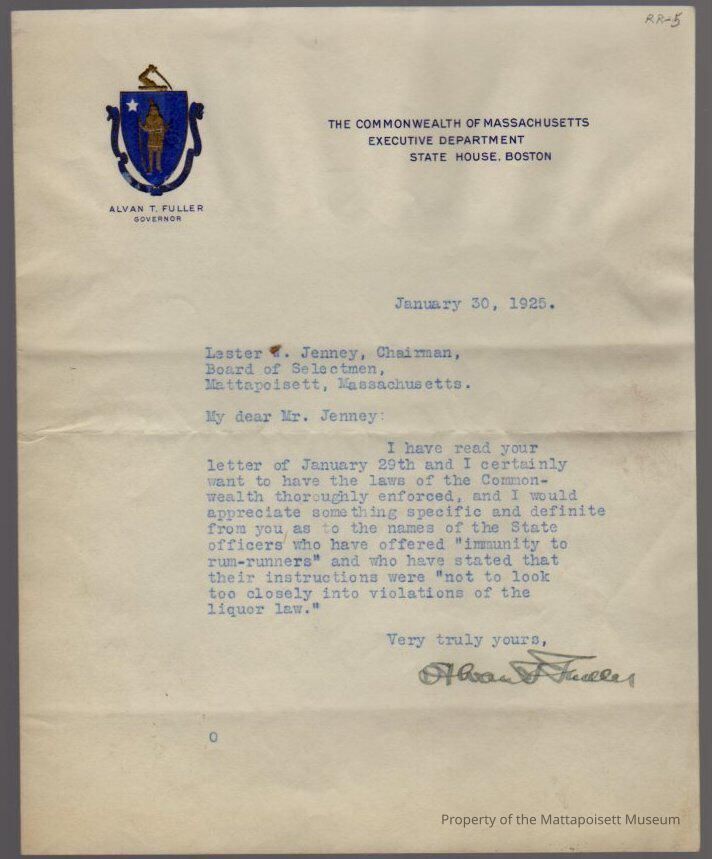 RR-5
THE COMMONWEALTH OF MASSACHUSETTS
EXECUTIVE DEPARTMENT
STATE HOUSE, BOSTON
ALVAN T. FULLER
GOVERNOR
January 30, 1925.
Lester . Jenney, Chairman,
Board of Selectmen,
Mattapoisett, Massachusetts.
My dear Mr. Jenney:
I have read your
letter of January 29th and I certainly
want to have the laws of the Common-
wealth thoroughly enforced, and I would
appreciate something specific and definite
from you as to the names of the State
officers who have offered "immunity to
rum-runners" and who have stated that
their instructions were "not to look
too closely into violations of the
liquor law."
Very truly yours,
Alvan T Fuller
O
Property of the Mattapoisett Museum